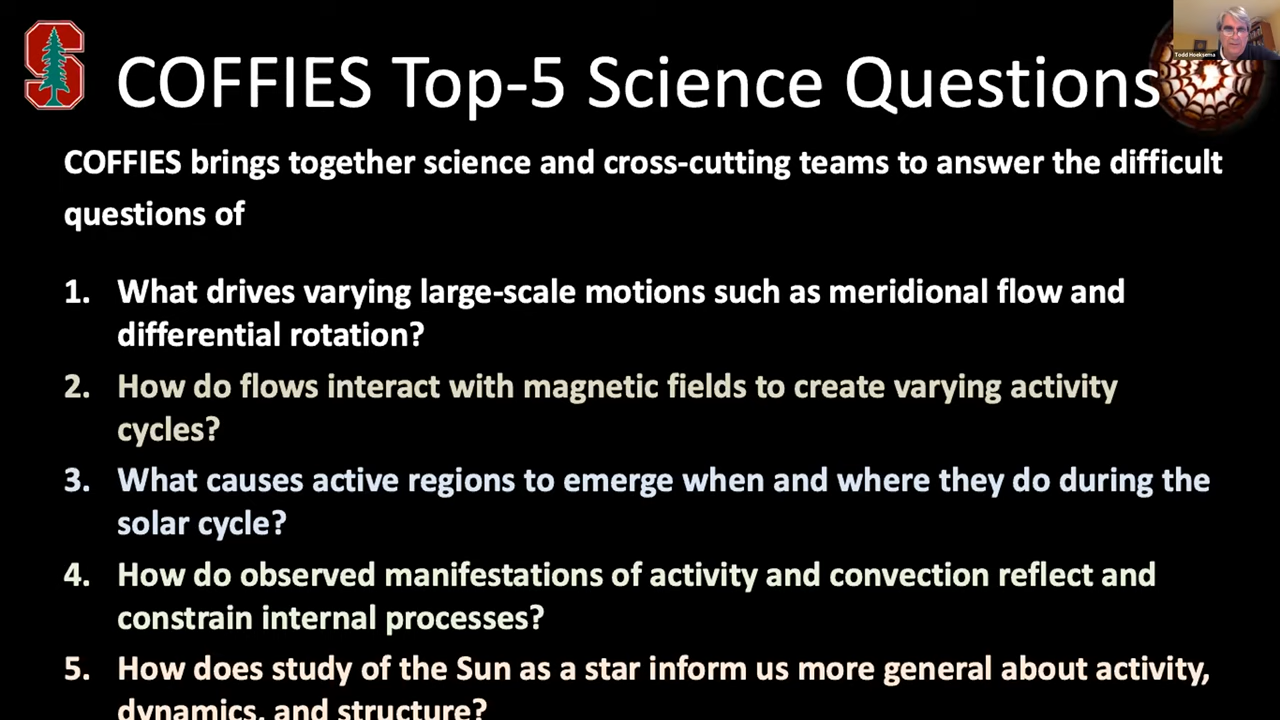 Todd Hoeksema
COFFIES Top-5 Science Questions
COFFIES brings together science and cross-cutting teams to answer the difficult
questions of
1. What drives varying large-scale motions such as meridional flow and
differential rotation?
2. How do flows interact with magnetic fields to create varying activity
cycles?
3. What causes active regions to emerge when and where they do during the
solar cycle?
4. How do observed manifestations of activity and convection reflect and
constrain internal processes?
5. How does study of the Sun as a star inform us more general about activity,
dynamics, and structure?